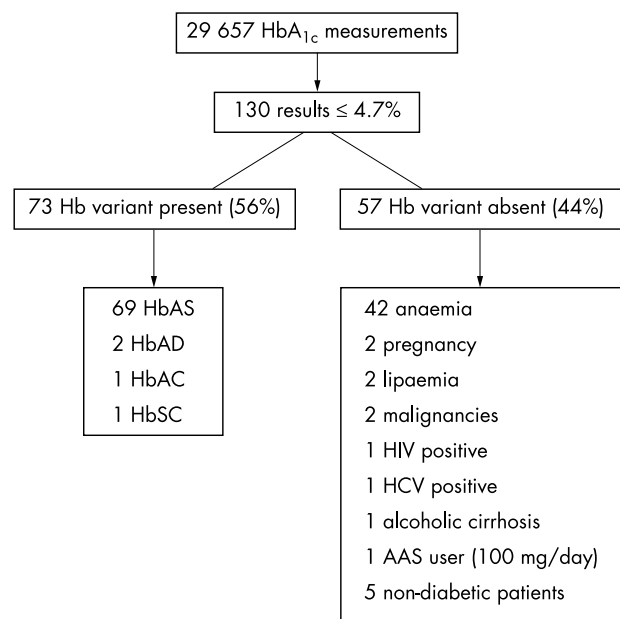 29 657 HbA1c measurements
130 results ≤ 4.7%
73 Hb variant present (56%)
57 Hb variant absent (44%)
69 HbAS
2 HbAD
1 HbAC
1 HbSC
42 anaemia
2 pregnancy
2 lipaemia
2 malignancies
1 HIV positive
1 HCV positive
1 alcoholic cirrhosis
1 AAS user (100 mg/day)
5 non-diabetic patients